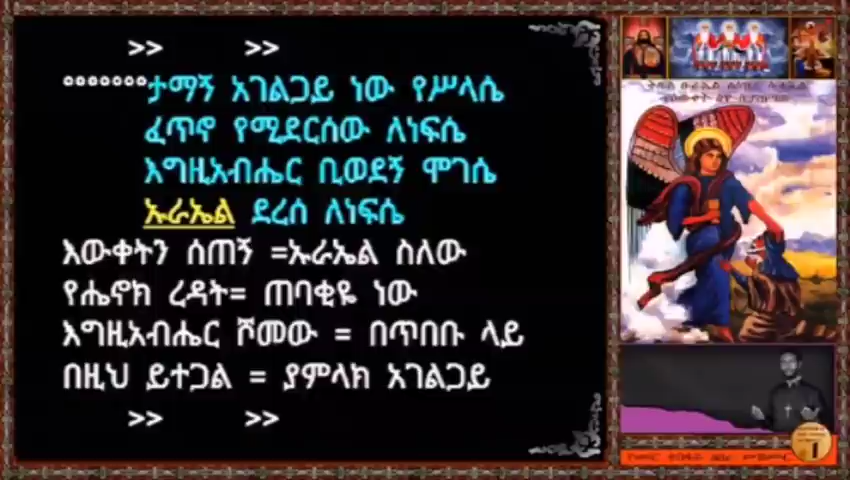 >> >>
°°°°°°°ታማኝ አገልጋይ ነው የሥላሴ
ፈጥኖ የሚደርሰው ለነፍሴ
እግዚአብሔር ቢወደኝ ሞገሴ
ኡራኤል ደረሰ ለነፍሴ
እውቀትን ሰጠኝ =ኡራኤል ስለው
የሔኖክ ረዳት= ጠባቂዬ ነው
እግዚአብሔር ሾመው = በጥበቡ ላይ
በዚህ ይተጋል = ያምላክ አገልጋይ
>> >>
1